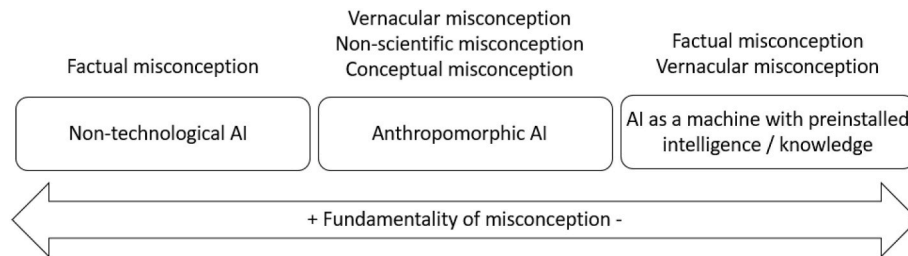 Factual misconception
Vernacular misconception
Non-scientific misconception
Conceptual misconception
Factual misconception
Vernacular misconception
Non-technological AI
Anthropomorphic AI
AI as a machine with preinstalled
intelligence / knowledge
+ Fundamentality of misconception -